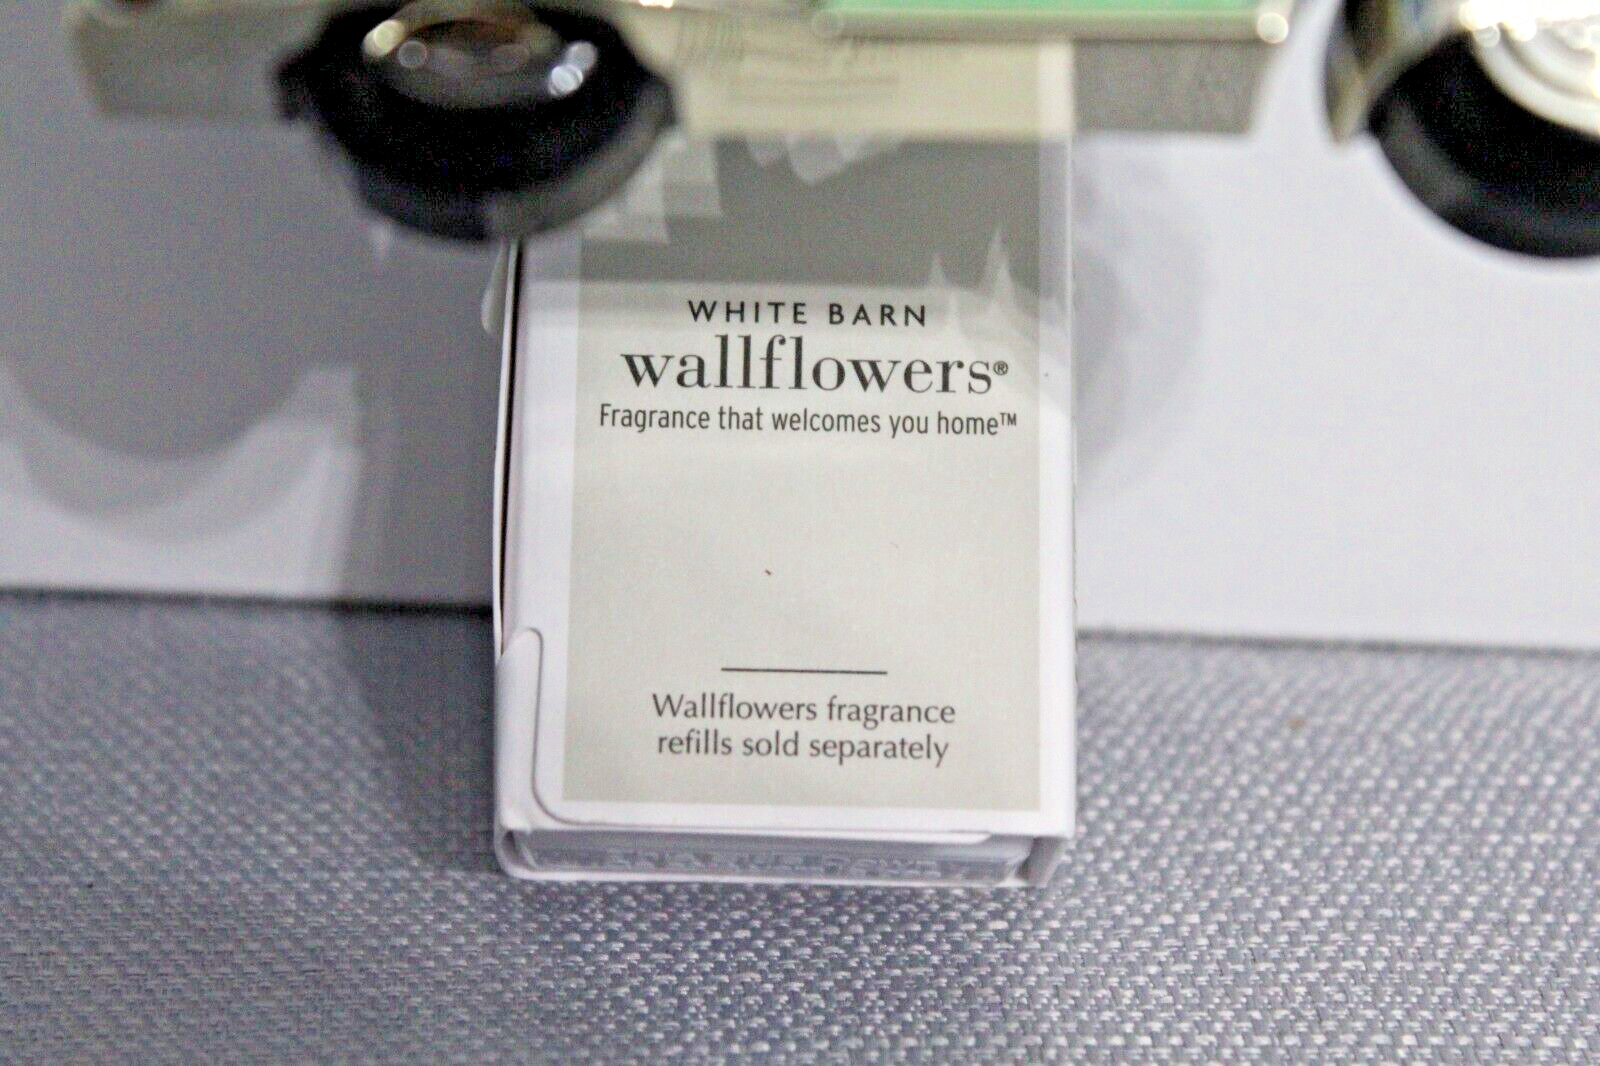 WHITE BARN
wallflowers®
Fragrance that welcomes you home™
Wallflowers fragrance
refills sold separately